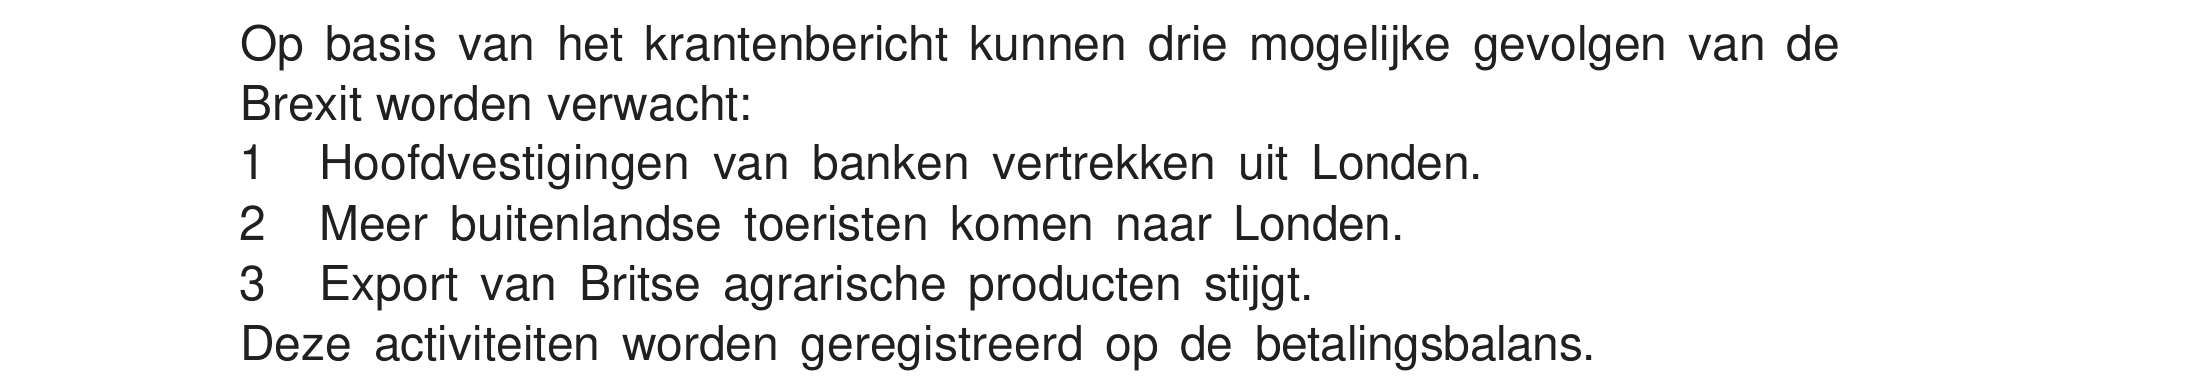 Op basis van het krantenbericht kunnen drie mogelijke gevolgen van de
Brexit worden verwacht:
1 Hoofdvestigingen van banken vertrekken uit Londen.
2 Meer buitenlandse toeristen komen naar Londen.
3 Export van Britse agrarische producten stijgt.
Deze activiteiten worden geregistreerd op de betalingsbalans.